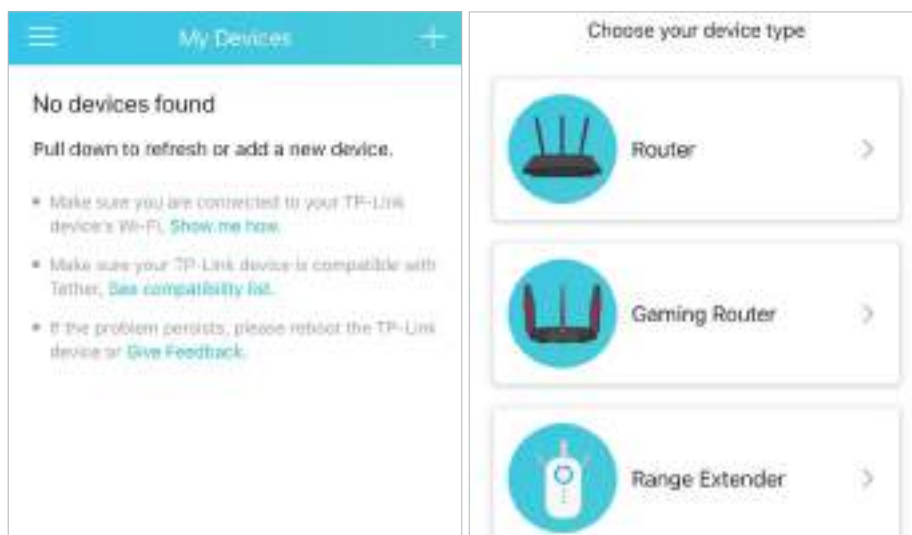 My Devices
No devices found
Pull down to refresh or add a new device.
Make sure you are connected to your TP-Link
device's Wi-Fi, Show me how.
Make sure your TP-Link device is compatible with
Tether, See compatibility list.
If the problem persists, please reboot the TP-Link
device or Give Feedback.
Choose your device type
Router
Gaming Router
Range Extender